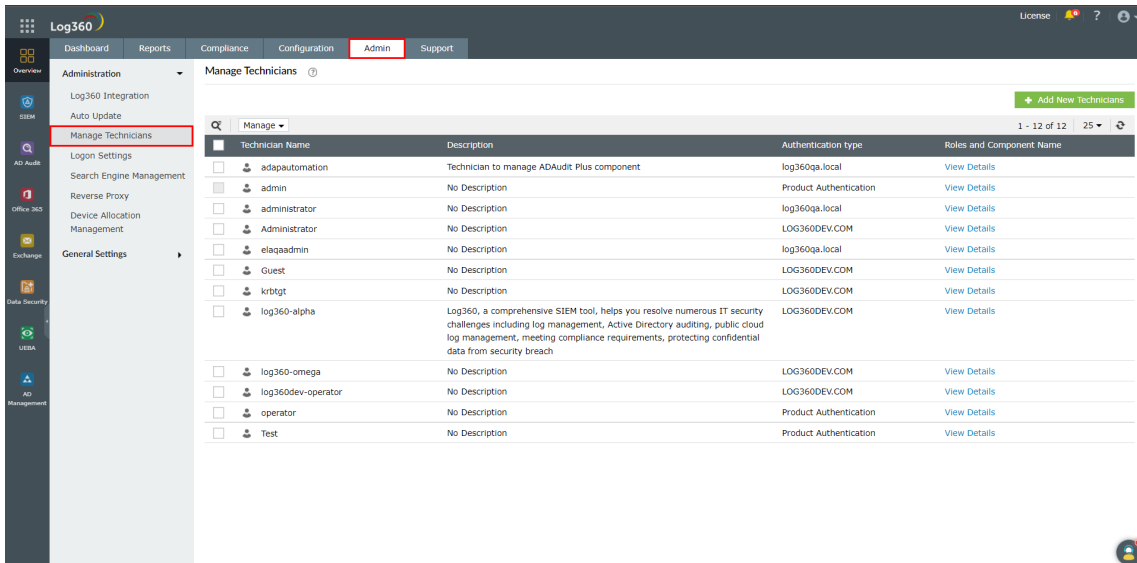 License 6 ?
Log360
Dashboard Reports Compliance Configuration Admin Support
Overview
SIEM
AD Audit
Office 365
Exchange
Data Security
UEBA
AD
Management
Administration
Log360 Integration
Auto Update
Manage Technicians
Logon Settings
Search Engine Management
Reverse Proxy
Device Allocation
Management
General Settings
Manage Technicians ?
+ Add New Technicians
Manage 1 - 12 of 12 25
Technician Name Description Authentication type Roles and Component Name
adapautomation Technician to manage ADAudit Plus component log360qa.local View Details
admin No Description Product Authentication View Details
administrator No Description log360qa.local View Details
Administrator No Description LOG360DEV.COM View Details
elaqaadmin No Description log360qa.local View Details
Guest No Description LOG360DEV.COM View Details
krbtgt No Description LOG360DEV.COM View Details
log360-alpha Log360, a comprehensive SIEM tool, helps you resolve numerous IT security LOG360DEV.COM View Details
challenges including log management, Active Directory auditing, public cloud
log management, meeting compliance requirements, protecting confidential
data from security breach
log360-omega No Description LOG360DEV.COM View Details
log360dev-operator No Description LOG360DEV.COM View Details
operator No Description Product Authentication View Details
Test No Description Product Authentication View Details